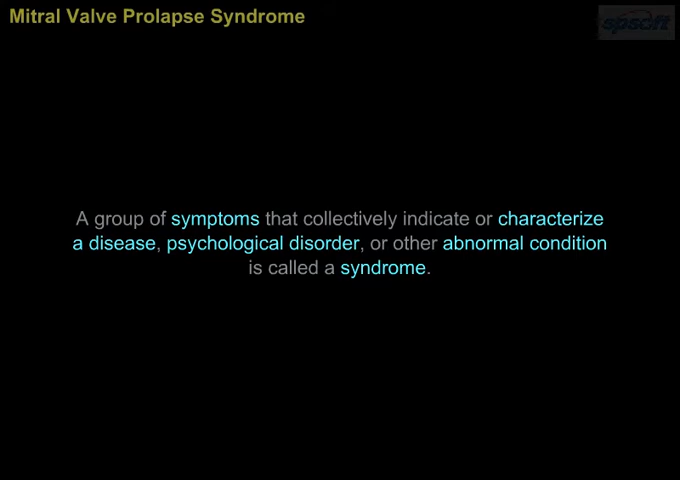 Mitral Valve Prolapse Syndrome
spsoft
A group of symptoms that collectively indicate or characterize
a disease, psychological disorder, or other abnormal condition
is called a syndrome.